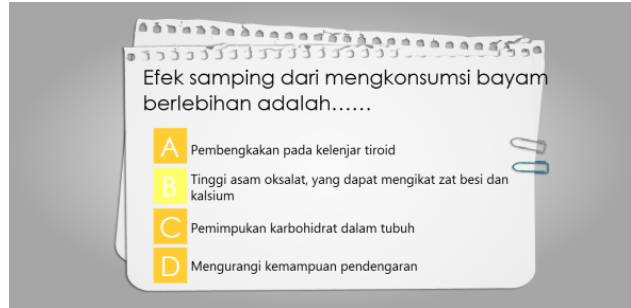 Efek samping dari mengkonsumsi bayam
berlebihan adalah......
A Pembengkakan pada kelenjar tiroid
B Tinggi asam oksalat, yang dapat mengikat zat besi dan
kalsium
C Pemimpukan karbohidrat dalam tubuh
D Mengurangi kemampuan pendengaran